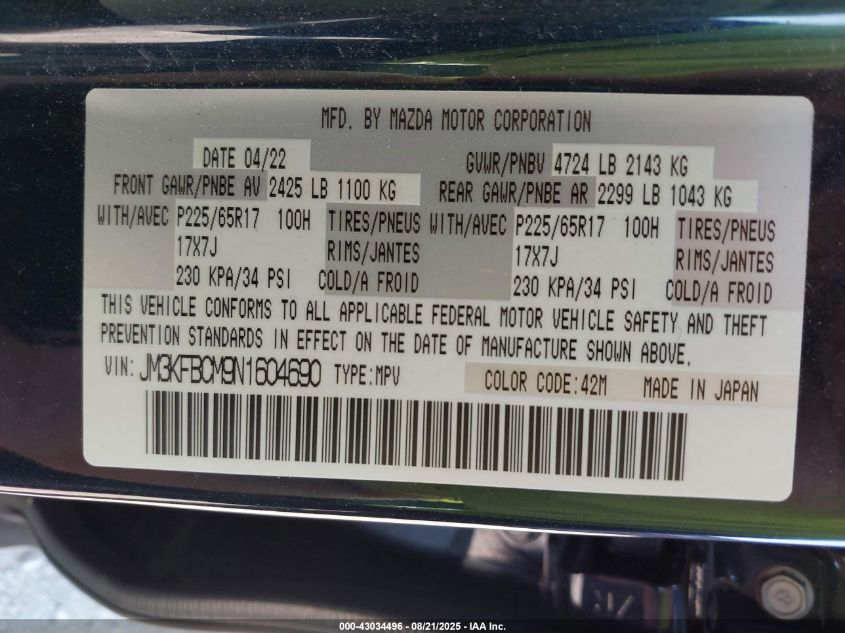 MFD. BY MAZDA MOTOR CORPORATION
DATE 04/22 GVWR/PNBV 4724 LB 2143 KG
FRONT GAWR/PNBE AV 2425 LB 1100 KG REAR GAWR/PNBE AR 2299 LB 1043 KG
WITH/AVEC P225/65R17 100H TIRES/PNEUS WITH/AVEC P225/65R17 100H TIRES/PNEUS
17X7J RIMS/JANTES 17X7J RIMS/JANTES
230 KPA/34 PSI COLD/A FROID 230 KPA/34 PSI COLD/A FROID
THIS VEHICLE CONFORMS TO ALL APPLICABLE FEDERAL MOTOR VEHICLE SAFETY AND THEFT
PREVENTION STANDARDS IN EFFECT ON THE DATE OF MANUFACTURE SHOWN ABOVE.
VIN: JM3KFBCM9N1604690 TYPE:MPV COLOR CODE:42M MADE IN JAPAN
000-43034496 - 08/21/2025 - IAA Inc.